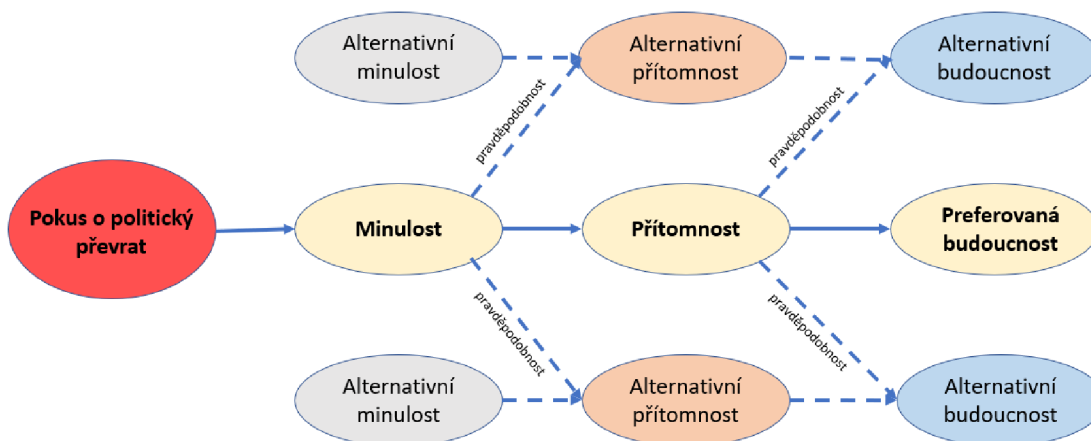 Alternativní
minulost
Alternativní
přítomnost
Alternativní
budoucnost
pravděpodobnost
pravděpodobnost
Pokus o politický
převrat
Minulost
Přítomnost
Preferovaná
budoucnost
pravděpodobnost
pravděpodobnost
Alternativní
minulost
Alternativní
přítomnost
Alternativní
budoucnost